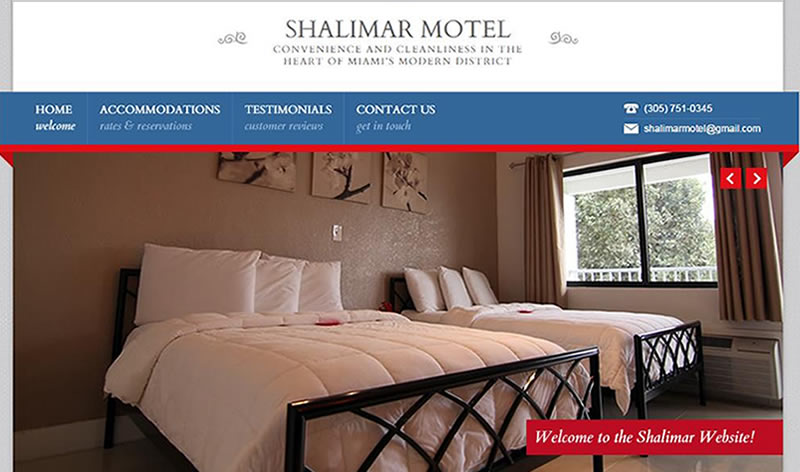 SHALIMAR MOTEL
CONVENIENCE AND CLEANLINESS IN THE
HEART OF MIAMI'S MODERN DISTRICT
HOME
welcome
ACCOMMODATIONS
rates & reservations
TESTIMONIALS
customer reviews
CONTACT US
get in touch
(305) 751-0345
shalimarmotel@gmail.com
Welcome to the Shalimar Website!